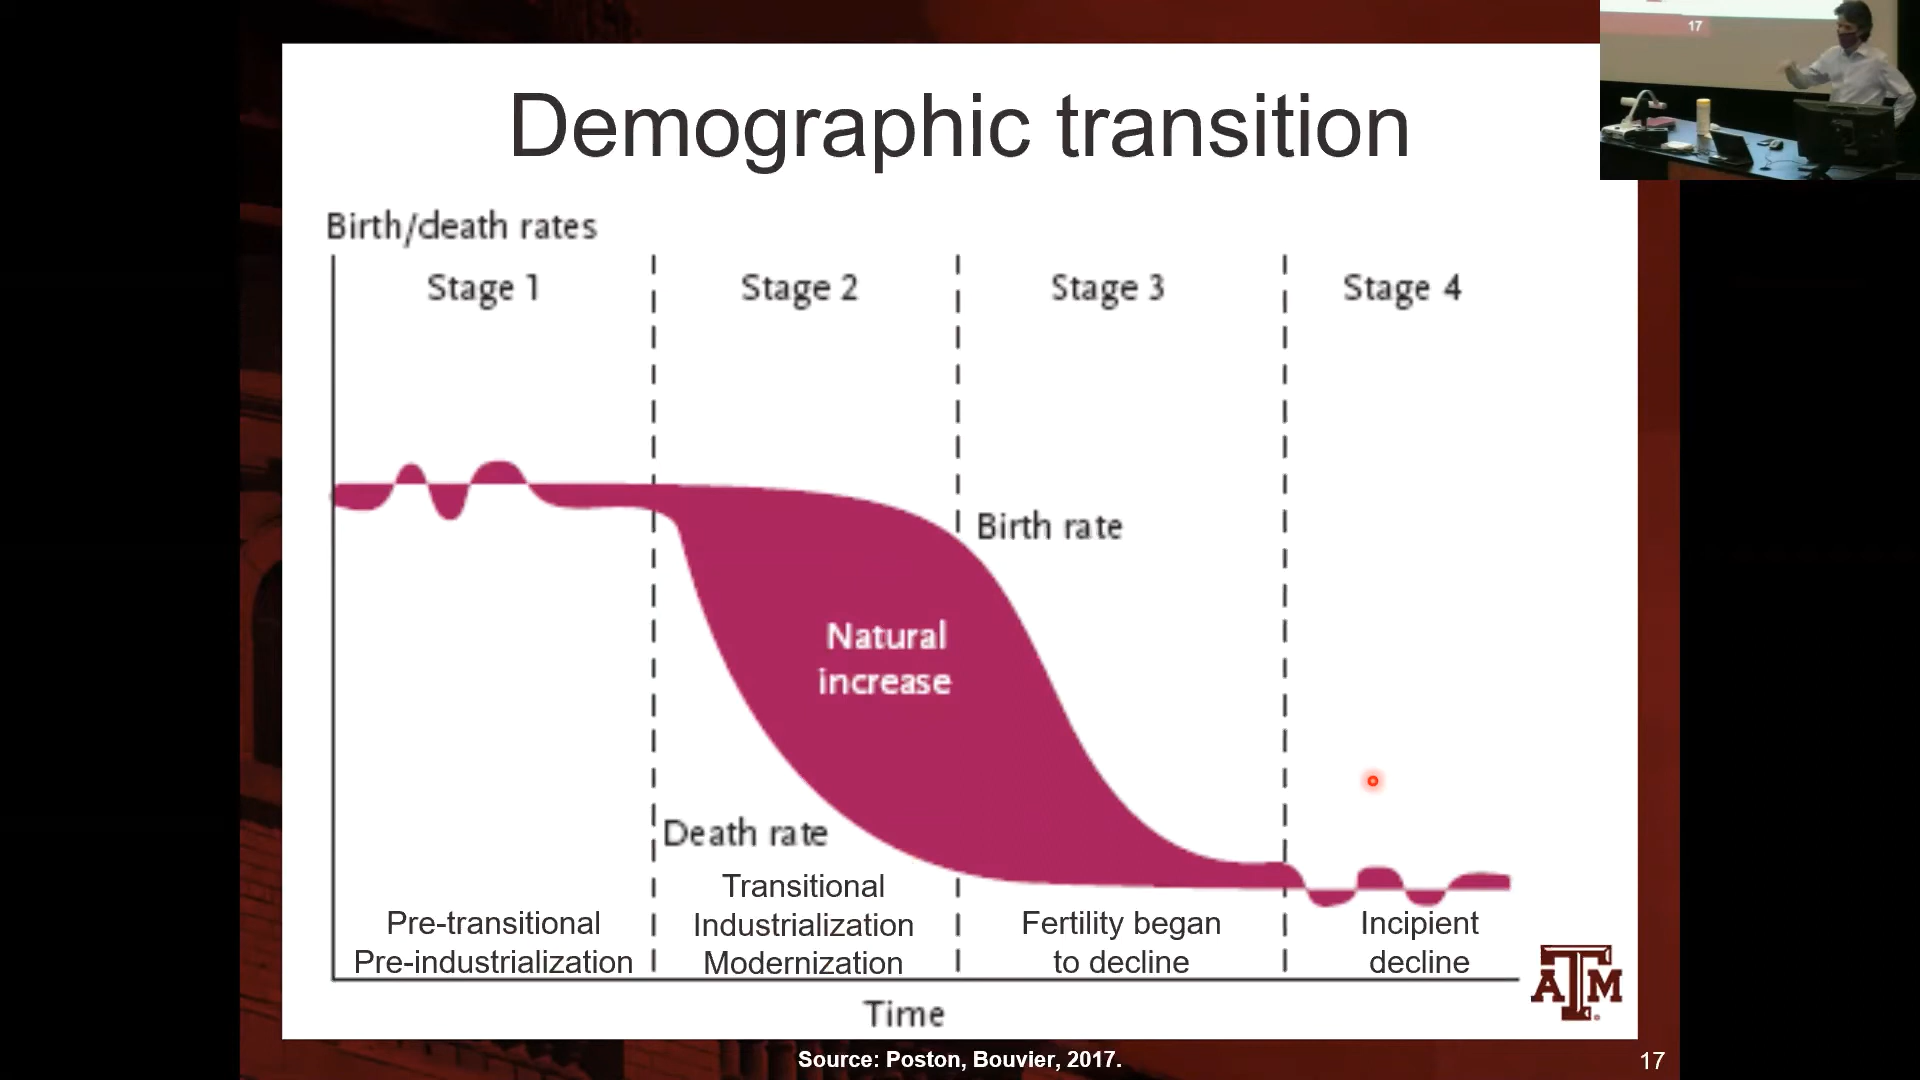 Demographic transition
Birth/death rates
Stage 1
Stage 2
Stage 3
Stage 4
Birth rate
Natural
increase
Death rate
Pre-transitional
Pre-industrialization
Transitional
Industrialization
Modernization
Fertility began
to decline
Incipient
decline
Time
ATM
Source: Poston, Bouvier, 2017.
17
17